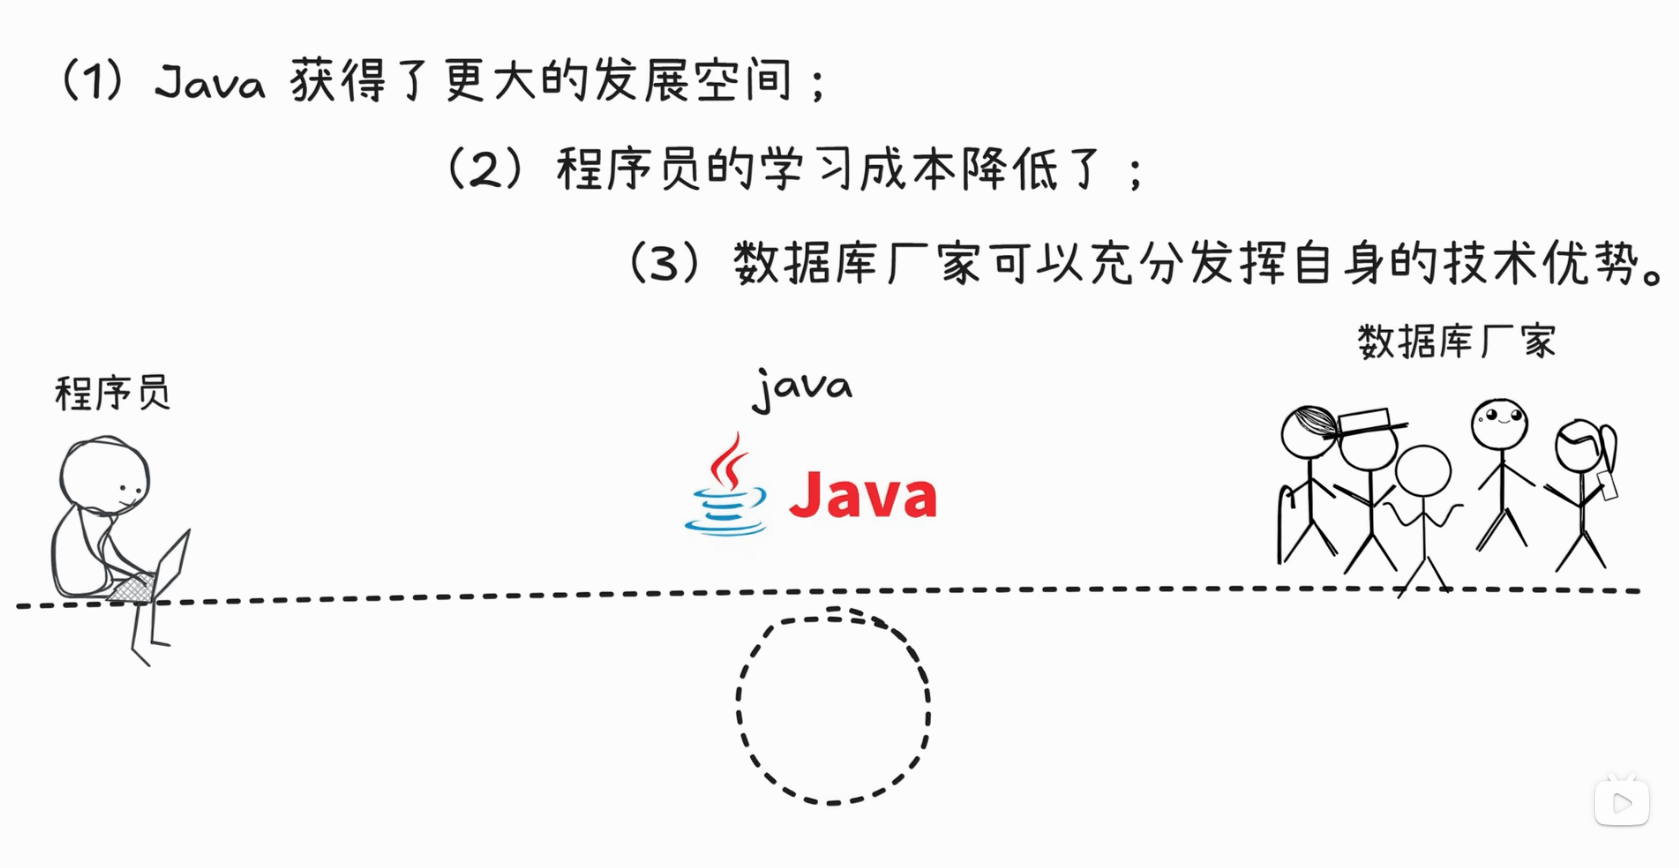 （1）Java 获得了更大的发展空间；
（2）程序员的学习成本降低了；
（3）数据库厂家可以充分发挥自身的技术优势。
数据库厂家
程序员
java
Java